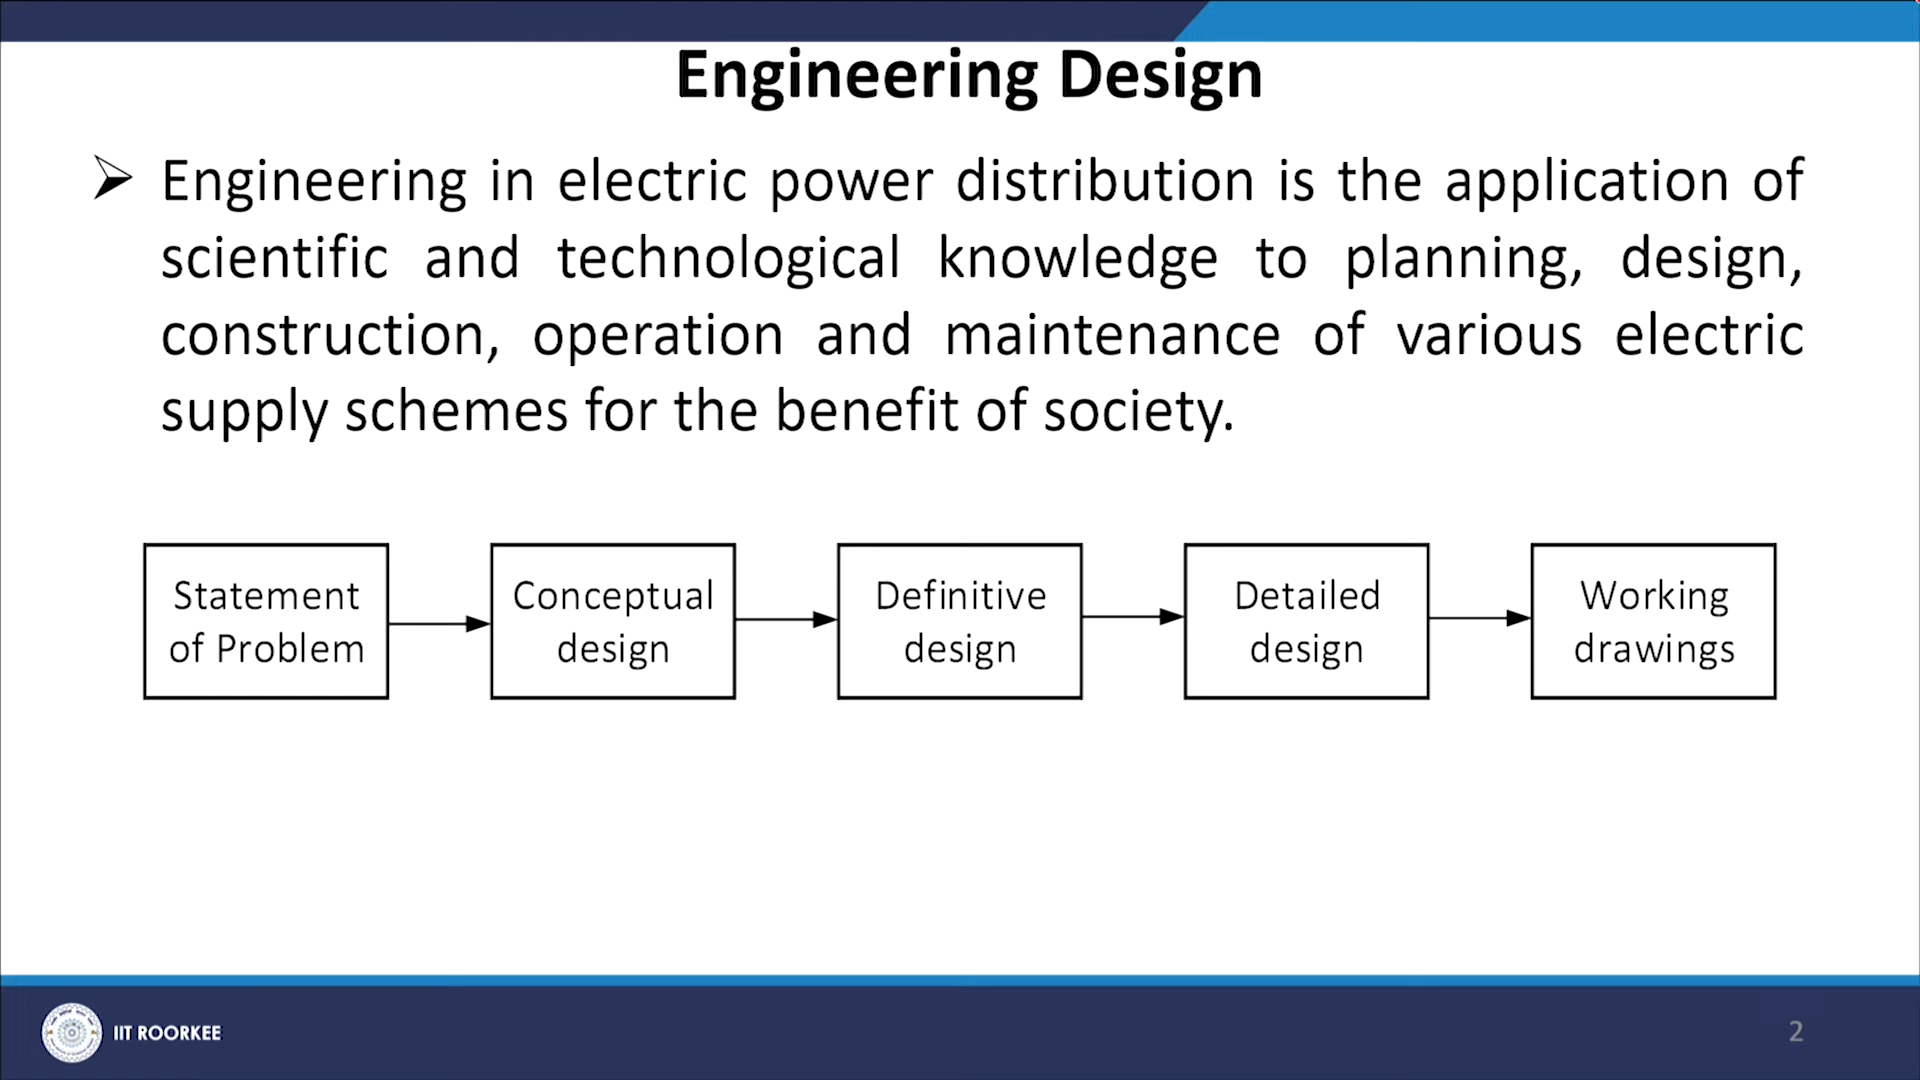 Engineering Design
➢ Engineering in electric power distribution is the application of
scientific and technological knowledge to planning, design,
construction, operation and maintenance of various electric
supply schemes for the benefit of society.
Statement
of Problem
Conceptual
design
Definitive
design
Detailed
design
Working
drawings
IIT ROORKEE
2